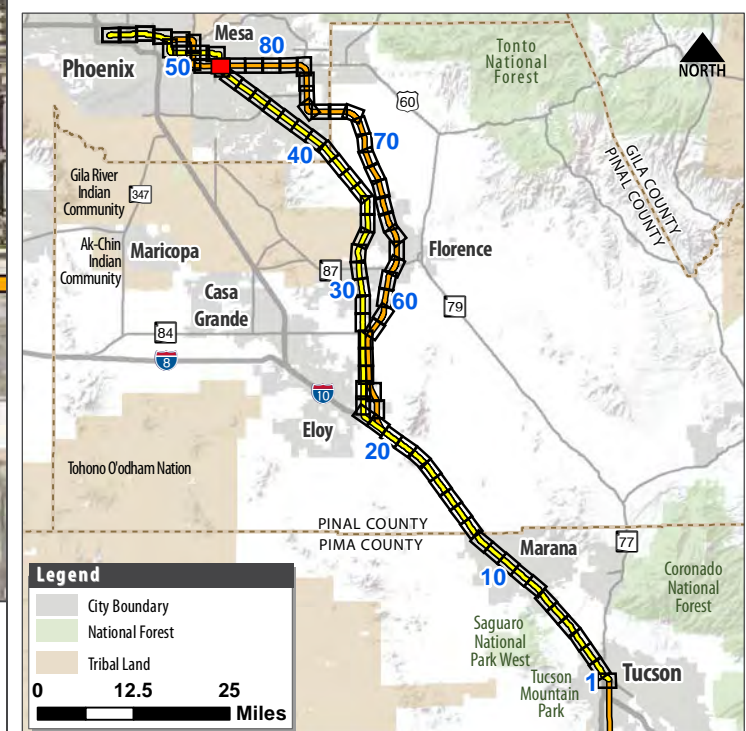 Mesa
80
Phoenix
50
Tonto
National
Forest
NORTH
60
70
40
GILA COUNTY
PINAL COUNTY
Gila River
Indian
Community
347
Ak-Chin
Indian
Community
Maricopa
Florence
87
30
Casa
Grande
60
79
84
8
10
Eloy
20
Tohono O'odham Nation
PINAL COUNTY
PIMA COUNTY
Marana
77
10
Coronado
National
Forest
Saguaro
National
Park West
Tucson
Mountain
Park
1
Tucson
Legend
City Boundary
National Forest
Tribal Land
0 12.5 25
Miles